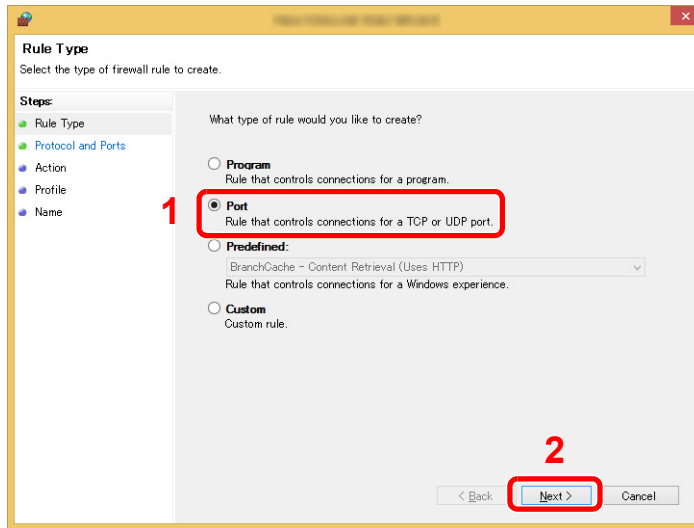 Rule Type
Select the type of firewall rule to create.
Steps:
Rule Type
Protocol and Ports
Action
Profile
Name
What type of rule would you like to create?
Program
Rule that controls connections for a program.
1
Port
Rule that controls connections for a TCP or UDP port.
Predefined:
BranchCache - Content Retrieval (Uses HTTP)
Rule that controls connections for a Windows experience.
Custom
Custom rule.
2
< Back
Next >
Cancel